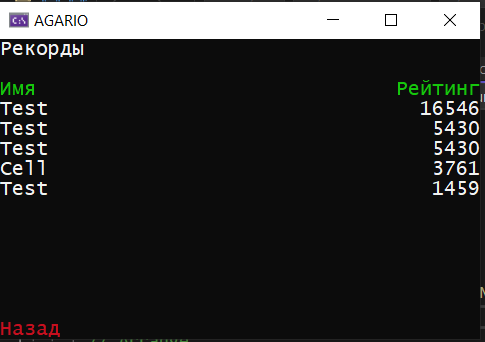 AGARIO
Рекорды
Имя Рейтинг
Test 16546
Test 5430
Test 5430
Cell 3761
Test 1459
Назад